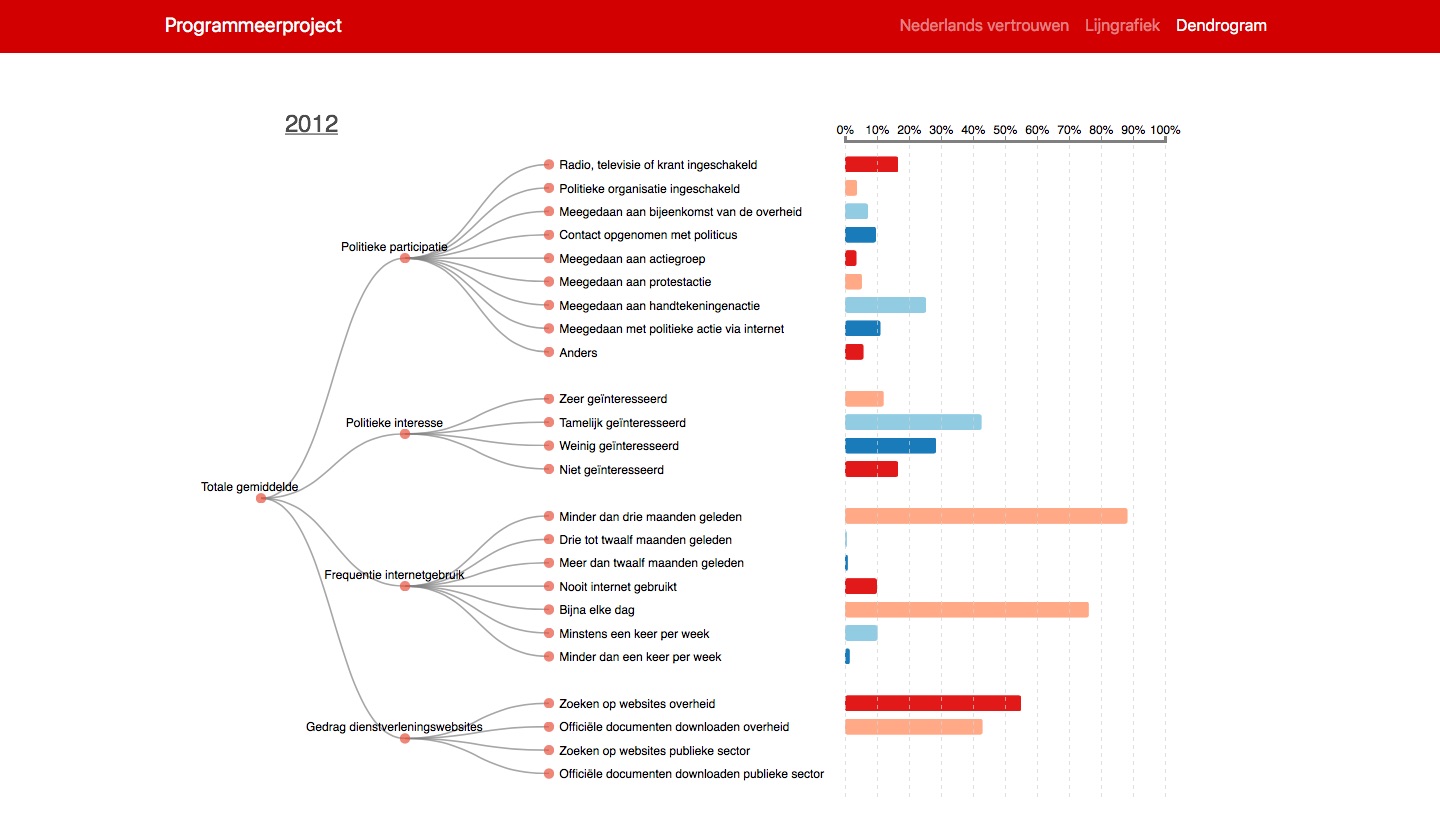 Programmeerproject
Nederlands vertrouwen Lijngrafiek Dendrogram
2012
0% 10% 20% 30% 40% 50% 60% 70% 80% 90% 100%
Radio, televisie of krant ingeschakeld
Politieke organisatie ingeschakeld
Meegedaan aan bijeenkomst van de overheid
Contact opgenomen met politicus
Politieke participatie
Meegedaan aan actiegroep
Meegedaan aan protestactie
Meegedaan aan handtekeningenactie
Meegedaan met politieke actie via internet
Anders
Zeer geïnteresseerd
Tamelijk geïnteresseerd
Politieke interesse
Weinig geïnteresseerd
Niet geïnteresseerd
Totale gemiddelde
Minder dan drie maanden geleden
Drie tot twaalf maanden geleden
Meer dan twaalf maanden geleden
Frequentie internetgebruik
Nooit internet gebruikt
Bijna elke dag
Minstens een keer per week
Minder dan een keer per week
Zoeken op websites overheid
Gedrag dienstverleningswebsites
Officiële documenten downloaden overheid
Zoeken op websites publieke sector
Officiële documenten downloaden publieke sector